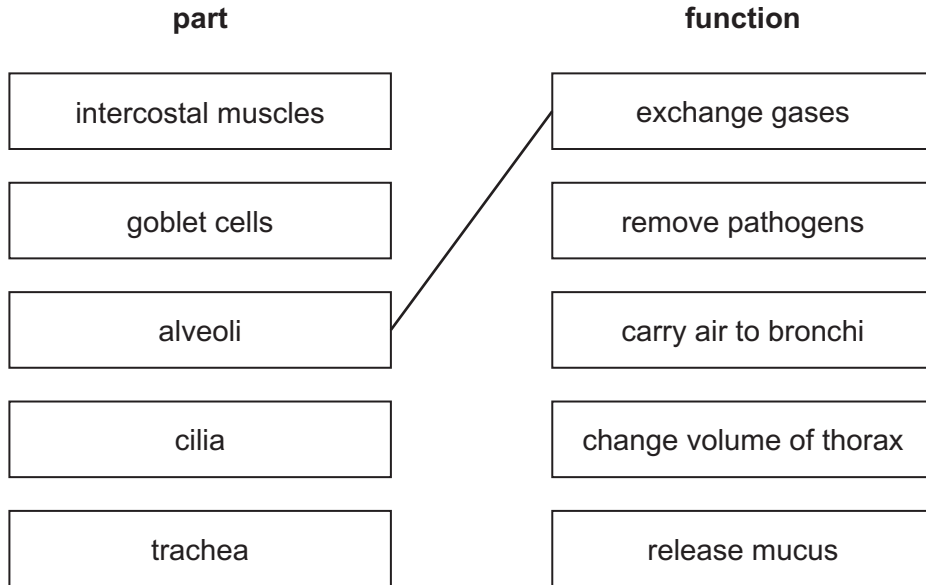 part
function
intercostal muscles
exchange gases
goblet cells
remove pathogens
alveoli
carry air to bronchi
cilia
change volume of thorax
trachea
release mucus